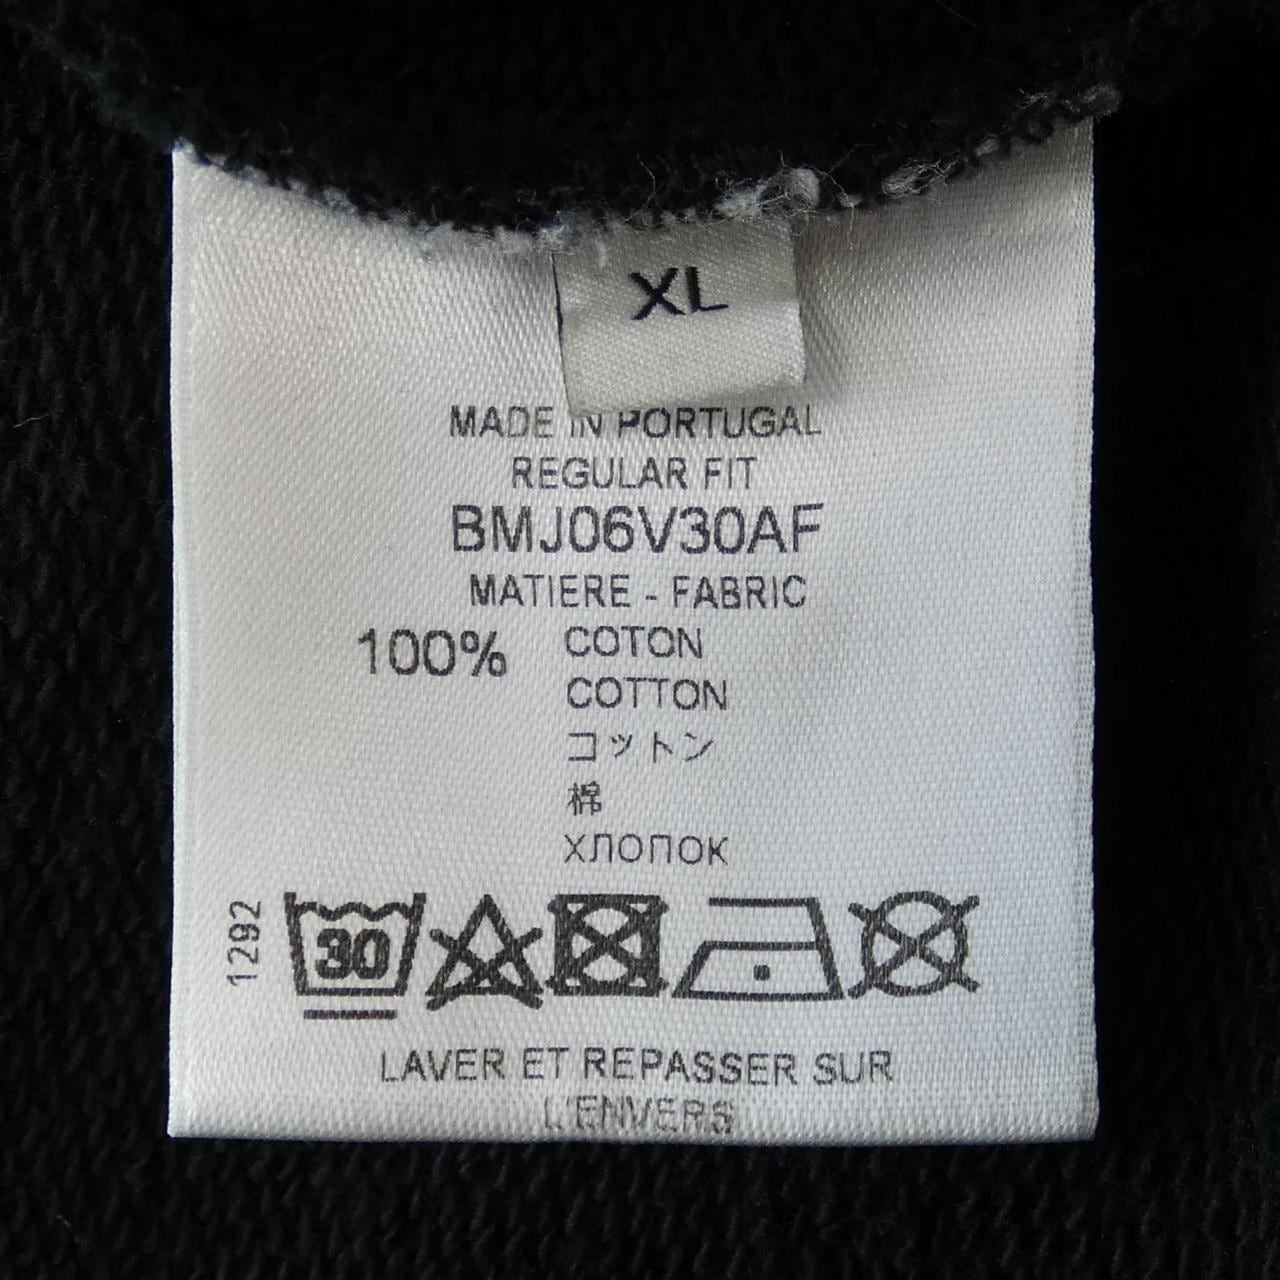 XL
MADE IN PORTUGAL
REGULAR FIT
BMJ06V30AF
MATIERE - FABRIC
100% COTON
COTTON
コットン
棉
ХЛОПОК
1292
30
LAVER ET REPASSER SUR
L'ENVERS